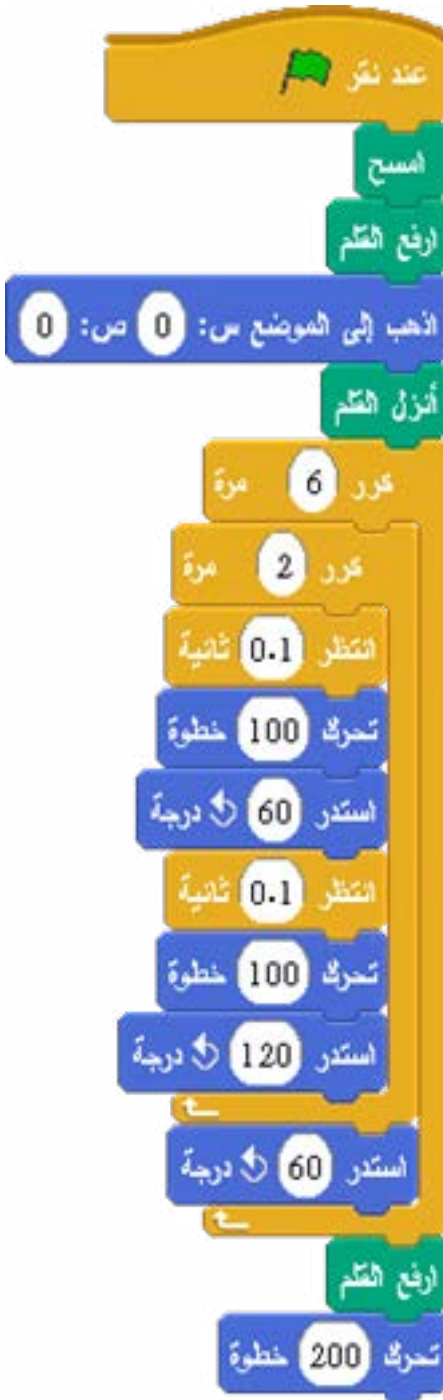 عند نقر
امسح
ارفع القلم
اذهب إلى الموضع س: 0 ص: 0
أنزل القلم
كرر 6 مرة
كرر 2 مرة
انتظر 0.1 ثانية
تحرك 100 خطوة
استدر 60 درجة
انتظر 0.1 ثانية
تحرك 100 خطوة
استدر 120 درجة
استدر 60 درجة
ارفع القلم
تحرك 200 خطوة